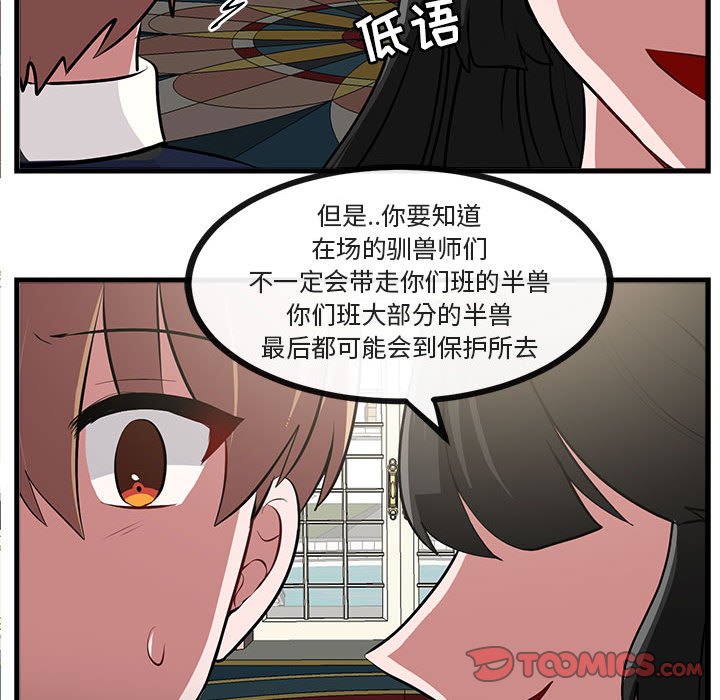 低语
但是..你要知道
在场的驯兽师们
不一定会带走你们班的半兽
你们班大部分的半兽
最后都可能会到保护所去
TOOMICS.COM